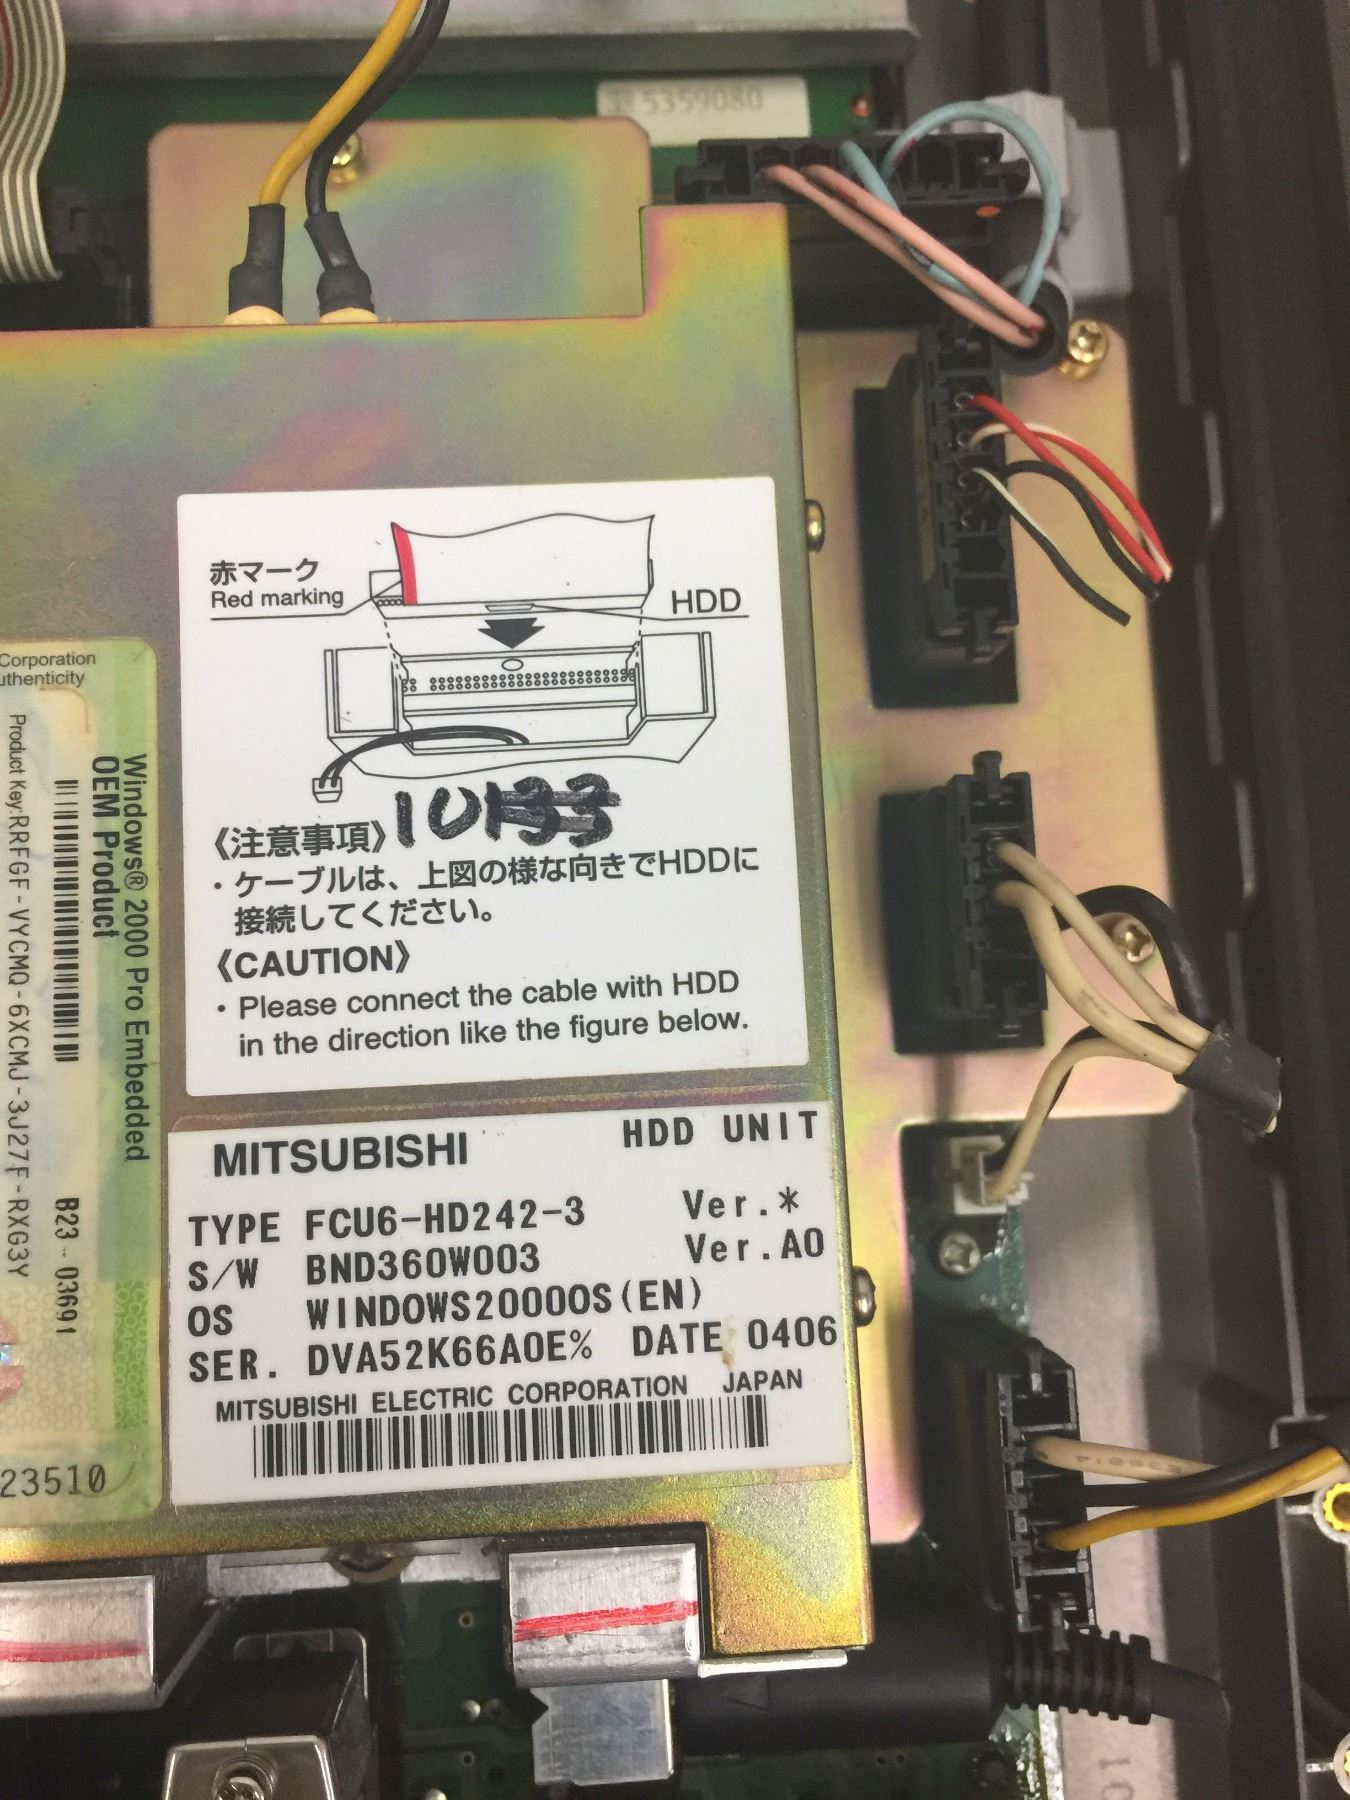 5359080
赤マーク
Red marking
HDD
10133
《注意事項》
・ケーブルは、上図の様な向きでHDDに
接続してください。
《CAUTION》
・Please connect the cable with HDD
in the direction like the figure below.
MITSUBISHI HDD UNIT
TYPE FCU6-HD242-3 Ver.*
S/W BND360W003 Ver.A0
OS WINDOWS2000OS(EN)
SER. DVA52K66A0E% DATE 0406
MITSUBISHI ELECTRIC CORPORATION JAPAN
Corporation
uthenticity
Windows® 2000 Pro Embedded
OEM Product
Product Key:RRFGF-VYCMQ-6XCMJ-3J27F-RXG3Y
B23-03691
23510